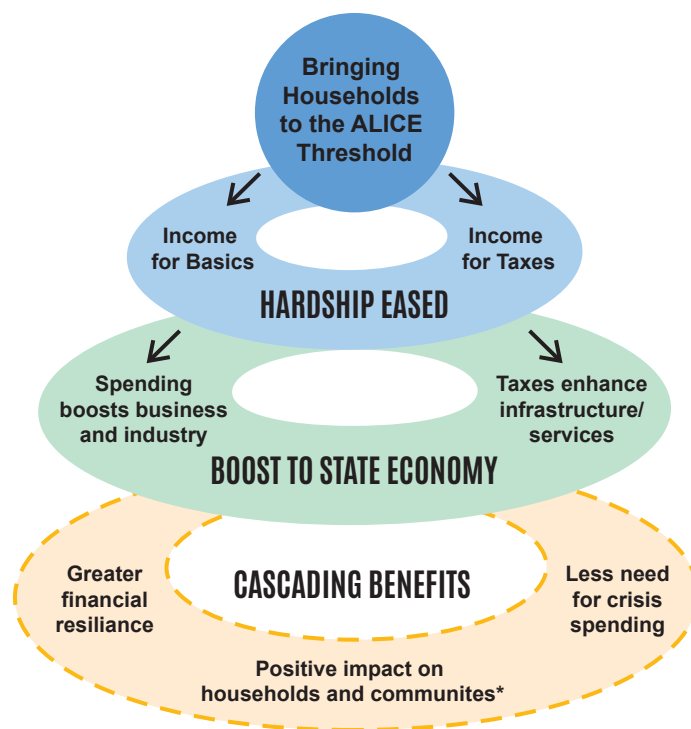 Bringing
Households
to the ALICE
Threshold
Income
for Basics
Income
for Taxes
HARDSHIP EASED
Spending
boosts business
and industry
Taxes enhance
infrastructure/
services
BOOST TO STATE ECONOMY
Greater
financial
resiliance
CASCADING BENEFITS
Less need
for crisis
spending
Positive impact on
households and communites*